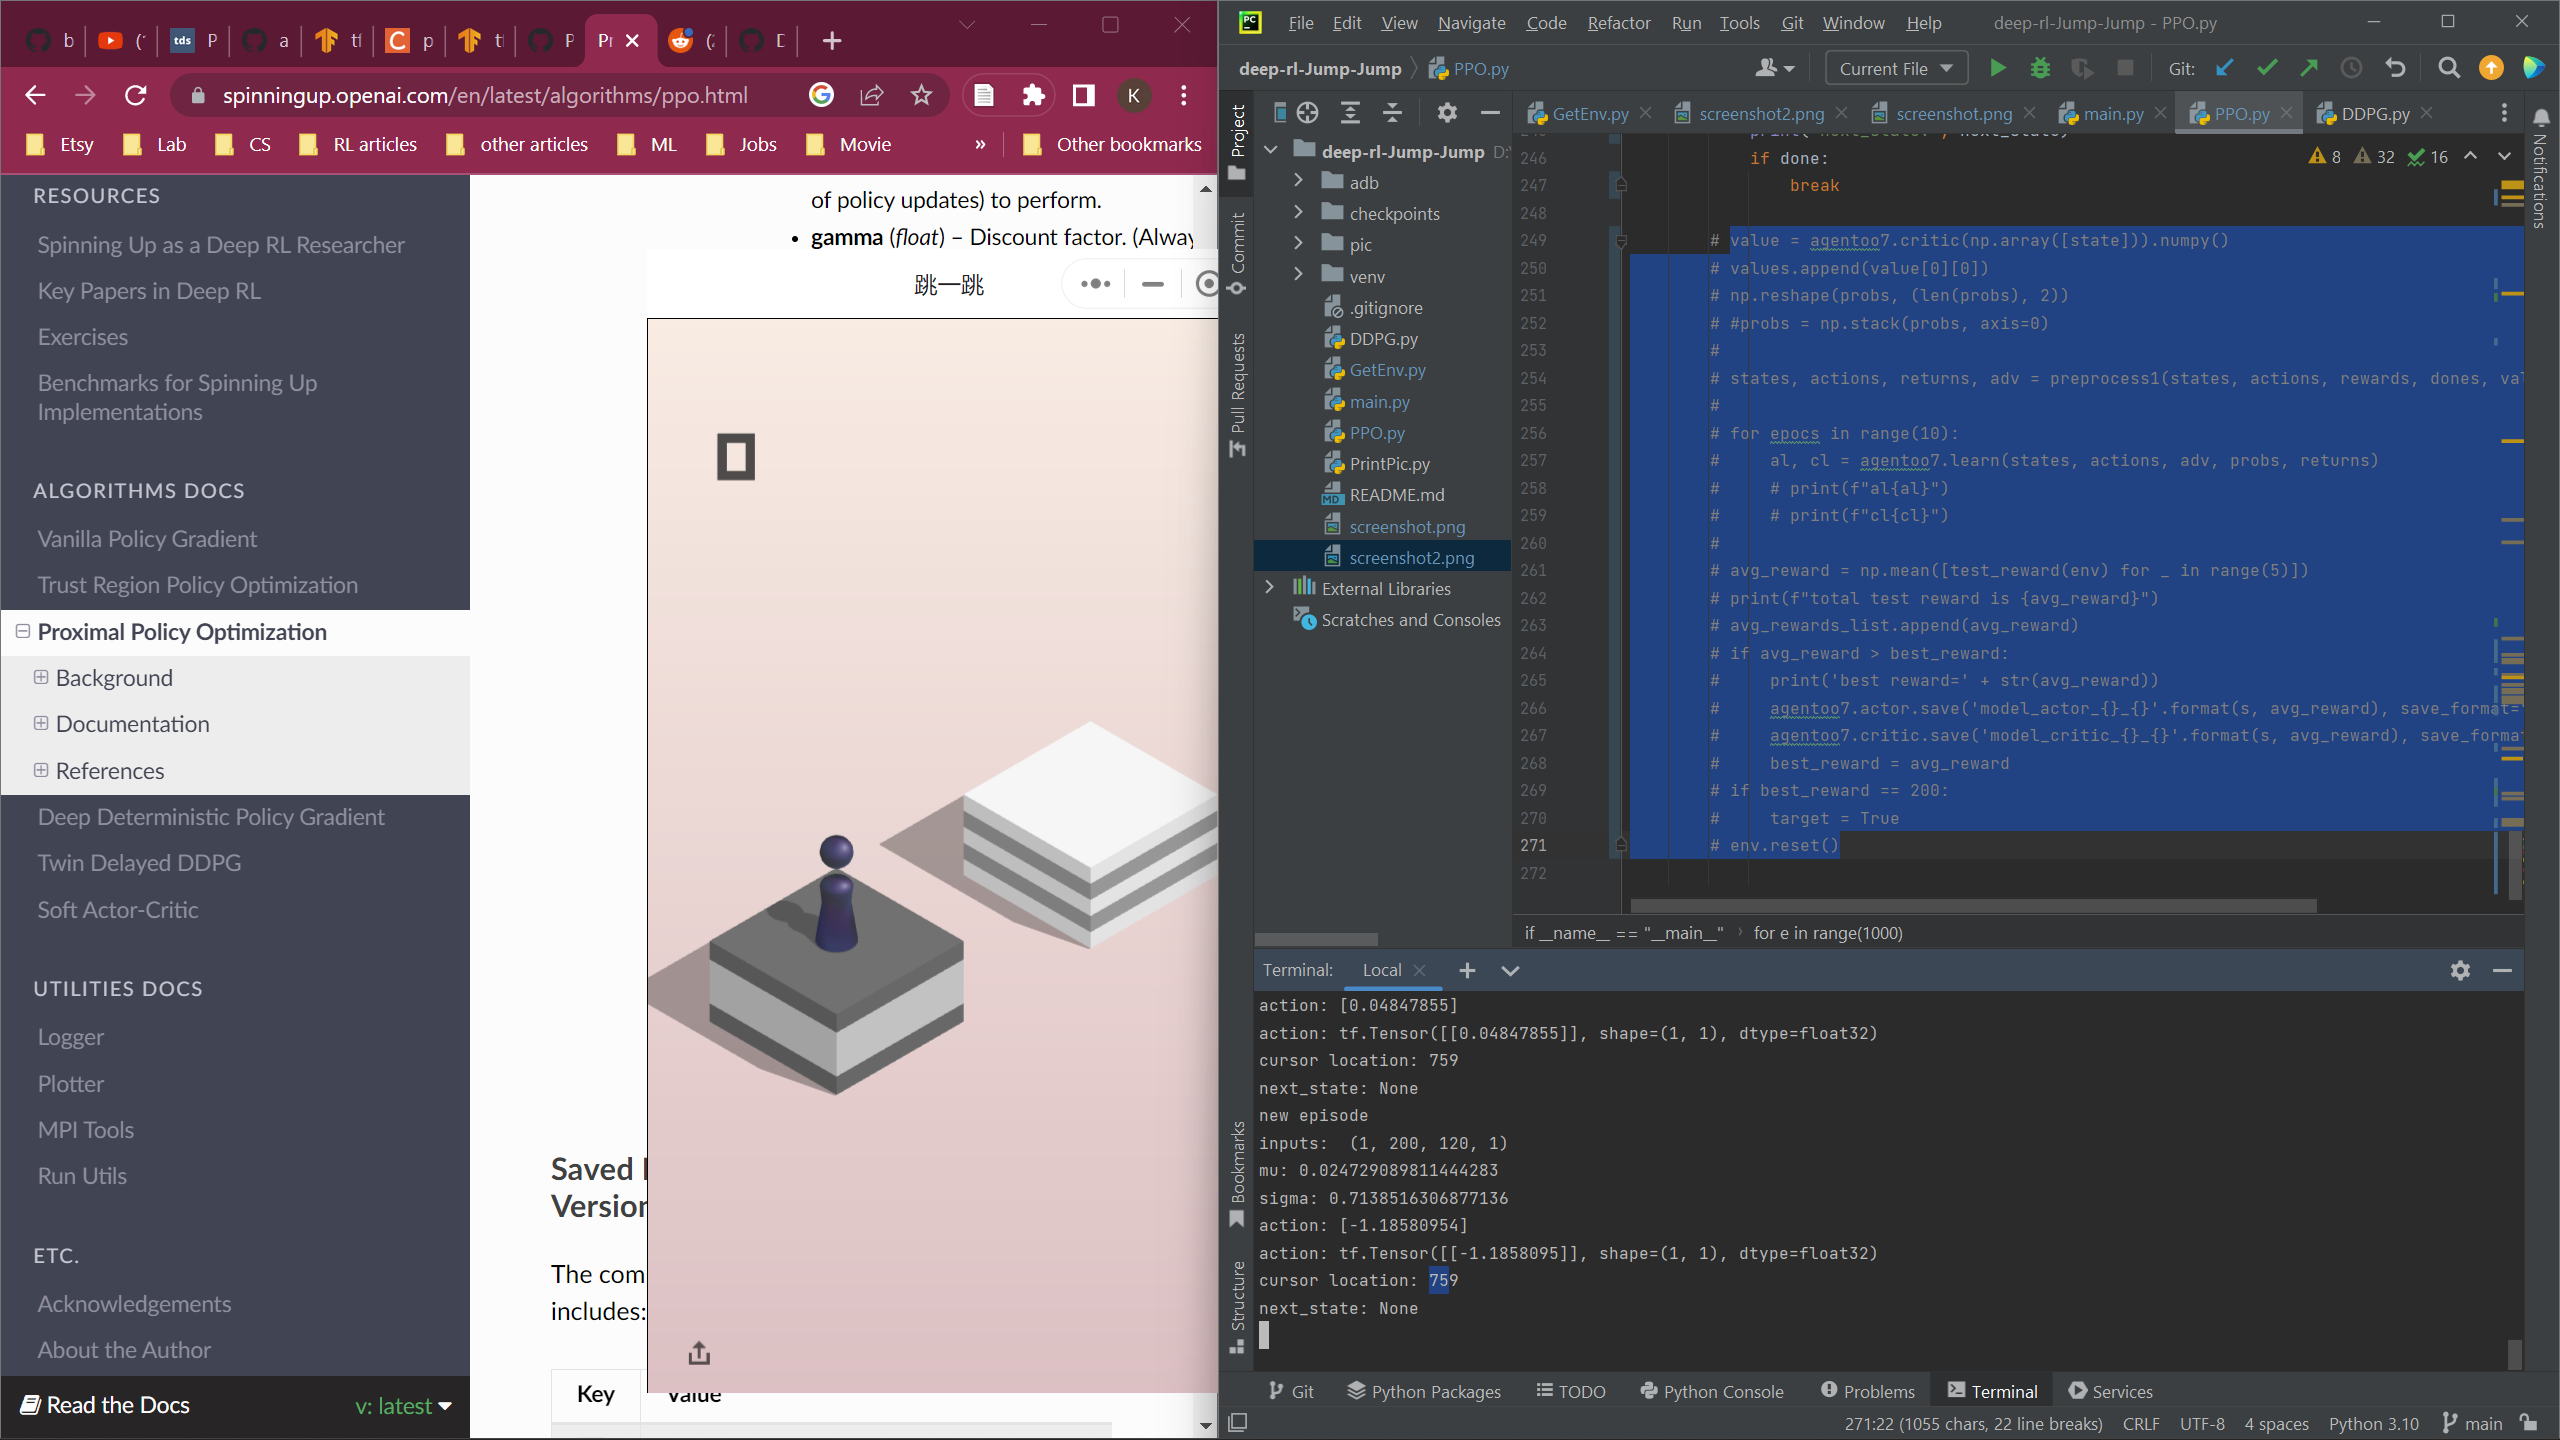 b
(
tds P
a
tf
p
tl
P
Pr
(2
D
spinningup.openai.com/en/latest/algorithms/ppo.html
K
Etsy
Lab
CS
RL articles
other articles
ML
Jobs
Movie
»
Other bookmarks
RESOURCES
Spinning Up as a Deep RL Researcher
Key Papers in Deep RL
Exercises
Benchmarks for Spinning Up
Implementations
ALGORITHMS DOCS
Vanilla Policy Gradient
Trust Region Policy Optimization
Proximal Policy Optimization
Background
Documentation
References
Deep Deterministic Policy Gradient
Twin Delayed DDPG
Soft Actor-Critic
UTILITIES DOCS
Logger
Plotter
MPI Tools
Run Utils
ETC.
Acknowledgements
About the Author
Read the Docs
v: latest
of policy updates) to perform.
• gamma (float) – Discount factor. (Alway
跳一跳
0
Saved
Version
The com
includes:
Key
Value
PC File Edit View Navigate Code Refactor Run Tools Git Window Help deep-rl-Jump-Jump - PPO.py
deep-rl-Jump-Jump PPO.py
Current File
Git:
Project
Commit
Pull Requests
Bookmarks
Structure
Notifications
GetEnv.py
screenshot2.png
screenshot.png
main.py
PPO.py
DDPG.py
deep-rl-Jump-Jump D:\
adb
checkpoints
pic
venv
.gitignore
DDPG.py
GetEnv.py
main.py
PPO.py
PrintPic.py
README.md
screenshot.png
screenshot2.png
External Libraries
Scratches and Consoles
8 32 16
246 if done:
247 break
248
249 # value = agentoo7.critic(np.array([state])).numpy()
250 # values.append(value[0][0])
251 # np.reshape(probs, (len(probs), 2))
252 # #probs = np.stack(probs, axis=0)
253 #
254 # states, actions, returns, adv = preprocess1(states, actions, rewards, dones, val
255 #
256 # for epocs in range(10):
257 # al, cl = agentoo7.learn(states, actions, adv, probs, returns)
258 # # print(f"al{al}")
259 # # print(f"cl{cl}")
260 #
261 # avg_reward = np.mean([test_reward(env) for _ in range(5)])
262 # print(f"total test reward is {avg_reward}")
263 # avg_rewards_list.append(avg_reward)
264 # if avg_reward > best_reward:
265 # print('best reward=' + str(avg_reward))
266 # agentoo7.actor.save('model_actor_{}_{}'.format(s, avg_reward), save_format=
267 # agentoo7.critic.save('model_critic_{}_{}'.format(s, avg_reward), save_format
268 # best_reward = avg_reward
269 # if best_reward == 200:
270 # target = True
271 # env.reset()
272
if __name__ == "__main__" › for e in range(1000)
Terminal: Local
action: [0.04847855]
action: tf.Tensor([[0.04847855]], shape=(1, 1), dtype=float32)
cursor location: 759
next_state: None
new episode
inputs: (1, 200, 120, 1)
mu: 0.024729089811444283
sigma: 0.7138516306877136
action: [-1.18580954]
action: tf.Tensor([[-1.1858095]], shape=(1, 1), dtype=float32)
cursor location: 759
next_state: None
Git
Python Packages
TODO
Python Console
Problems
Terminal
Services
271:22 (1055 chars, 22 line breaks) CRLF UTF-8 4 spaces Python 3.10 main